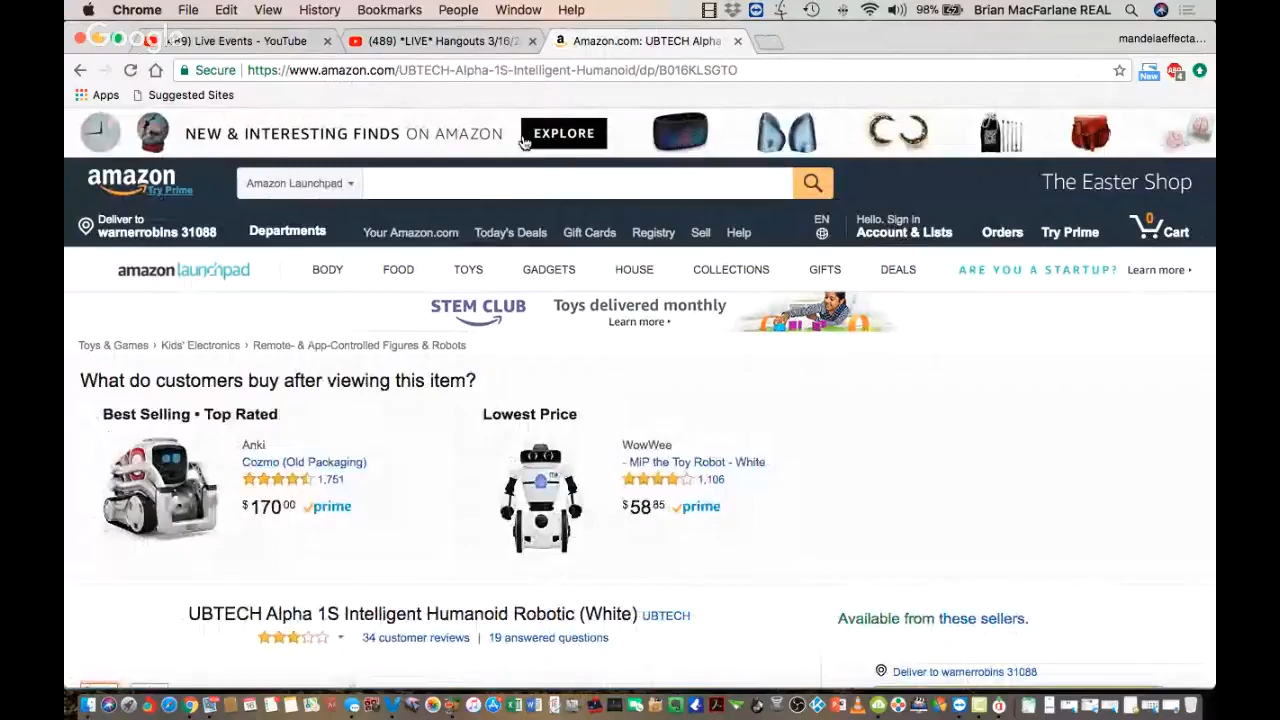 Chrome File Edit View History Bookmarks People Window Help 98% Brian MacFarlane REAL
Google
489) Live Events - YouTube × (489) *LIVE* Hangouts 3/16/2 × Amazon.com: UBTECH Alpha × mandelaeffecta...
Secure https://www.amazon.com/UBTECH-Alpha-1S-Intelligent-Humanoid/dp/B016KLSGTO New ABP 4
Apps Suggested Sites
NEW & INTERESTING FINDS ON AMAZON EXPLORE
amazon Try Prime Amazon Launchpad The Easter Shop
Deliver to
warnerrobins 31088 Departments Your Amazon.com Today's Deals Gift Cards Registry Sell Help EN Hello. Sign in Account & Lists Orders Try Prime 0 Cart
amazon launchpad BODY FOOD TOYS GADGETS HOUSE COLLECTIONS GIFTS DEALS ARE YOU A STARTUP? Learn more ›
STEM CLUB Toys delivered monthly
Learn more ›
Toys & Games › Kids' Electronics › Remote- & App-Controlled Figures & Robots
What do customers buy after viewing this item?
Best Selling • Top Rated Lowest Price
Anki WowWee
Cozmo (Old Packaging) - MiP the Toy Robot - White
1,751 1,106
$170 00 prime $58 85 prime
UBTECH Alpha 1S Intelligent Humanoid Robotic (White) UBTECH
34 customer reviews | 19 answered questions
Available from these sellers.
Deliver to warnerrobins 31088